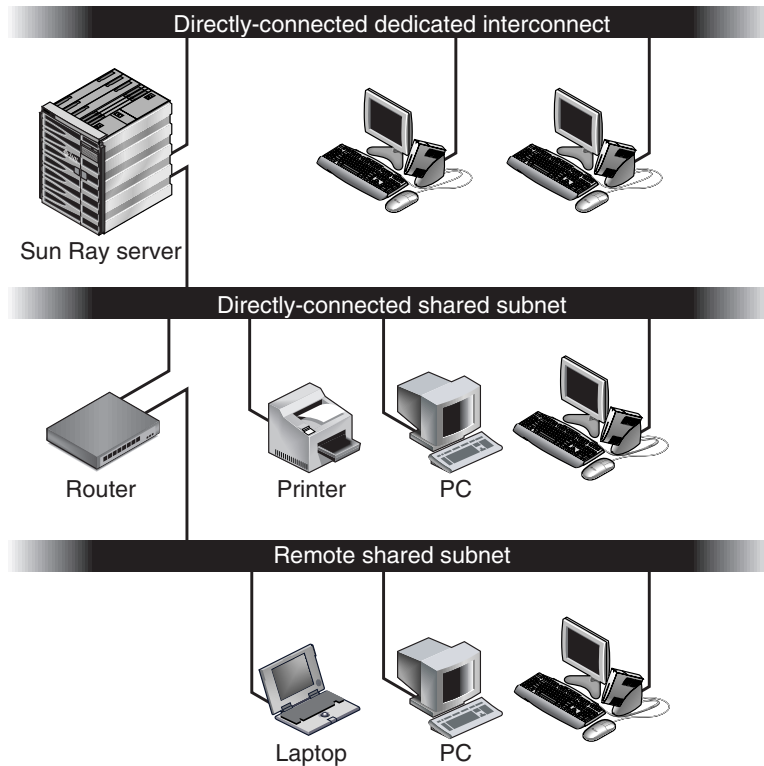 Directly-connected dedicated interconnect
Sun Ray server
Directly-connected shared subnet
Router
Printer
PC
Remote shared subnet
Laptop
PC